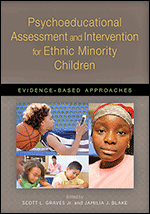 Psychoeducational
Assessment and Intervention
for Ethnic Minority
Children
EVIDENCE-BASED APPROACHES
Edited by
SCOTT L. GRAVES JR. and JAMILIA J. BLAKE